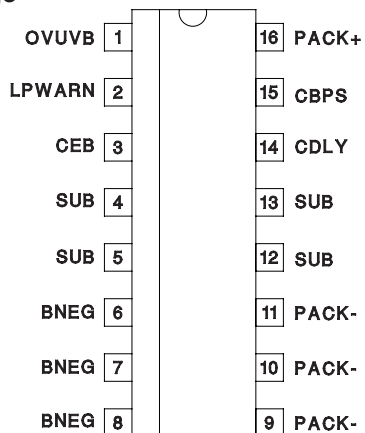 OVUVB 1 16 PACK+
LPWARN 2 15 CBPS
CEB 3 14 CDLY
SUB 4 13 SUB
SUB 5 12 SUB
BNEG 6 11 PACK-
BNEG 7 10 PACK-
BNEG 8 9 PACK-